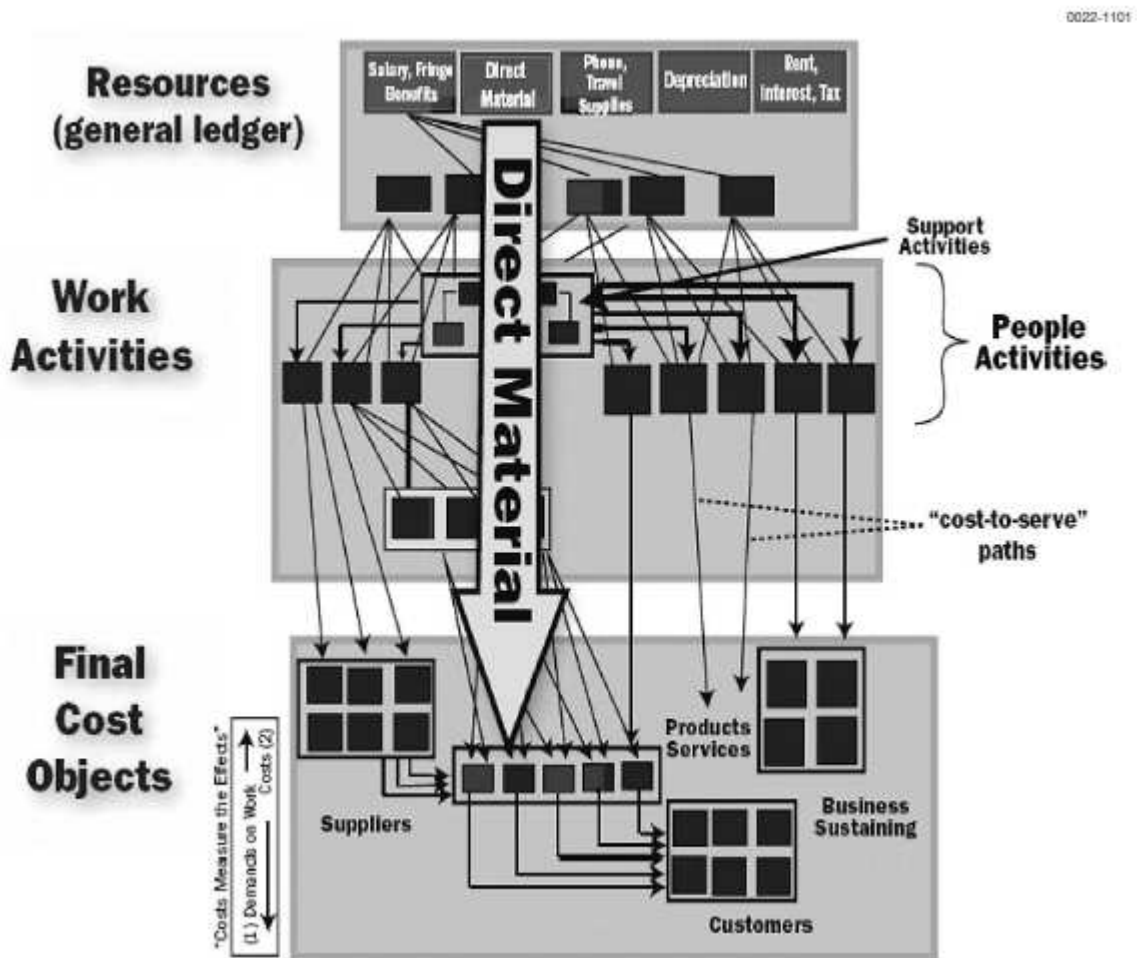 0022-1101
Resources
(general ledger)
Salary, Fringe
Benefits
Direct
Material
Phone,
Travel
Supplies
Depreciation
Rent,
Interest, Tax
Direct Material
Support
Activities
Work
Activities
People
Activities
"cost-to-serve"
paths
Final
Cost
Objects
"Costs Measure the Effects"
(1) Demands on Work
Costs (2)
Suppliers
Products
Services
Business
Sustaining
Customers